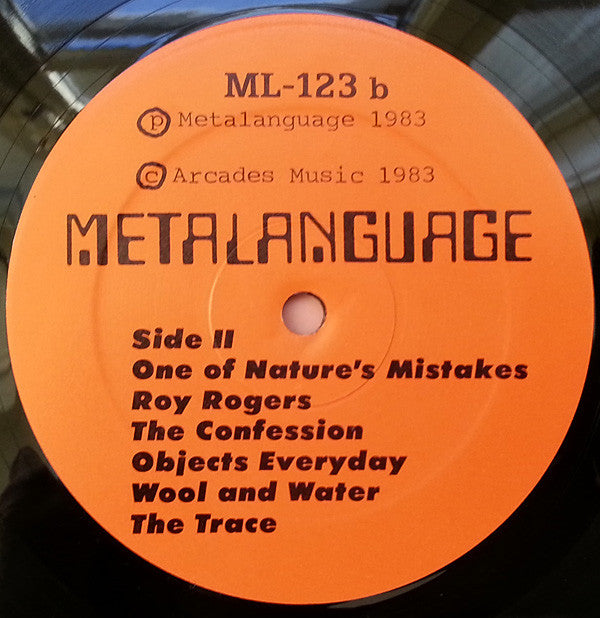 ML-123 b
ⓟ Metalanguage 1983
ⓒ Arcades Music 1983
METALANGUAGE
Side II
One of Nature's Mistakes
Roy Rogers
The Confession
Objects Everyday
Wool and Water
The Trace